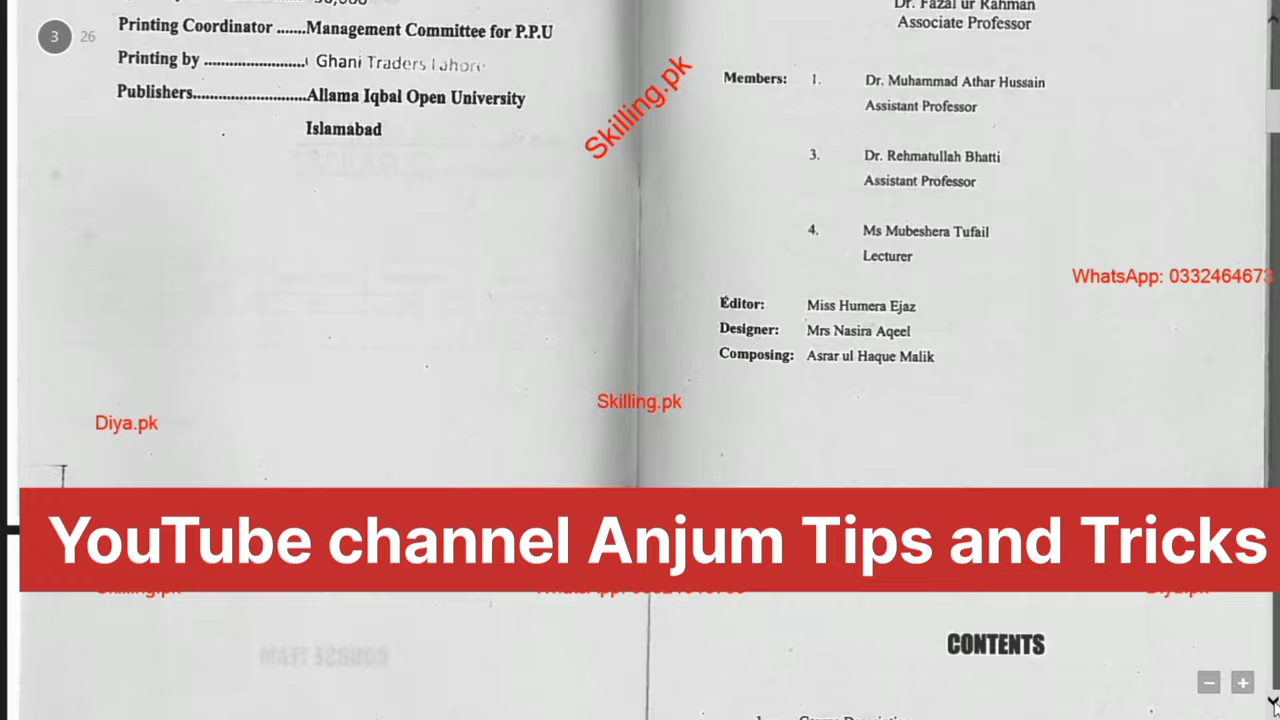 3 26
Printing Coordinator .......Management Committee for P.P.U
Printing by ........................ Ghani Traders Lahore
Publishers..........................Allama Iqbal Open University
Islamabad
Dr. Fazal ur Rahman
Associate Professor
Members: 1. Dr. Muhammad Athar Hussain
Assistant Professor
3. Dr. Rehmatullah Bhatti
Assistant Professor
4. Ms Mubeshera Tufail
Lecturer
Editor: Miss Humera Ejaz
Designer: Mrs Nasira Aqeel
Composing: Asrar ul Haque Malik
Skilling.pk
WhatsApp: 0332464673
Skilling.pk
Diya.pk
YouTube channel Anjum Tips and Tricks
CONTENTS